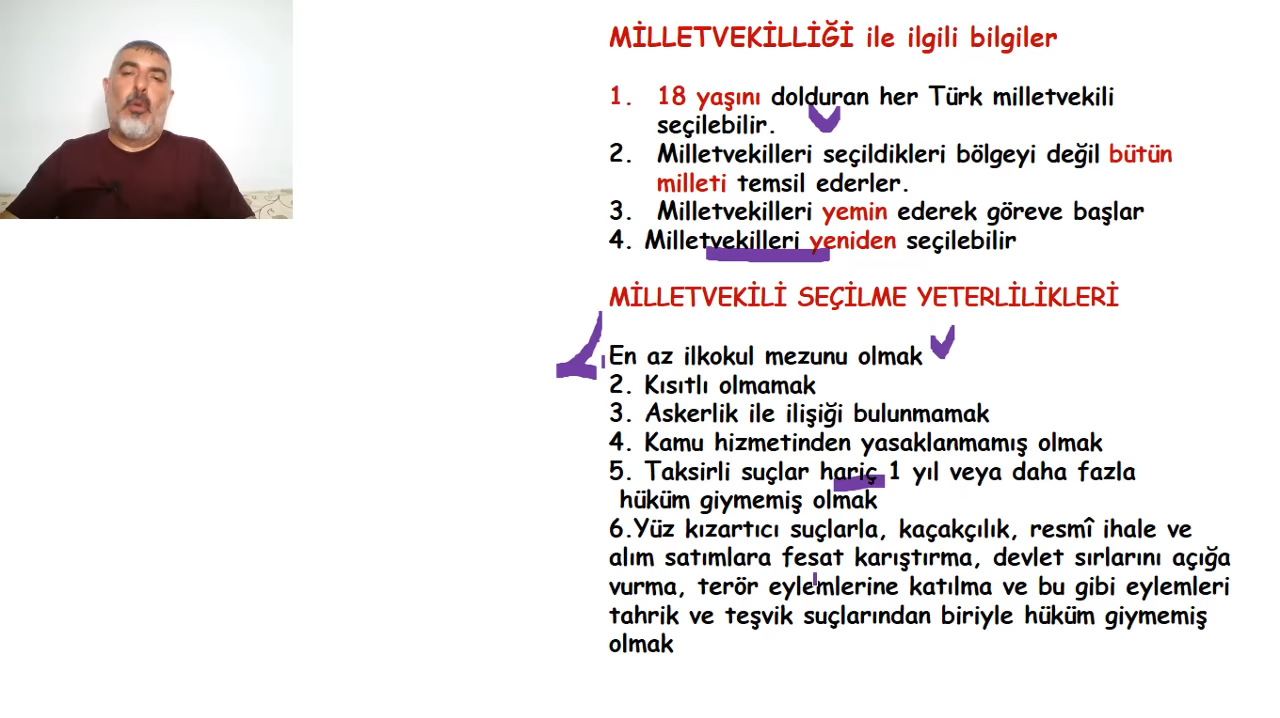 MİLLETVEKİLLİĞİ ile ilgili bilgiler
1. 18 yaşını dolduran her Türk milletvekili
seçilebilir.
2. Milletvekilleri seçildikleri bölgeyi değil bütün
milleti temsil ederler.
3. Milletvekilleri yemin ederek göreve başlar
4. Milletvekilleri yeniden seçilebilir
MİLLETVEKİLİ SEÇİLME YETERLİLİKLERİ
En az ilkokul mezunu olmak
2. Kısıtlı olmamak
3. Askerlik ile ilişiği bulunmamak
4. Kamu hizmetinden yasaklanmamış olmak
5. Taksirli suçlar hariç 1 yıl veya daha fazla
hüküm giymemiş olmak
6.Yüz kızartıcı suçlarla, kaçakçılık, resmî ihale ve
alım satımlara fesat karıştırma, devlet sırlarını açığa
vurma, terör eylemlerine katılma ve bu gibi eylemleri
tahrik ve teşvik suçlarından biriyle hüküm giymemiş
olmak